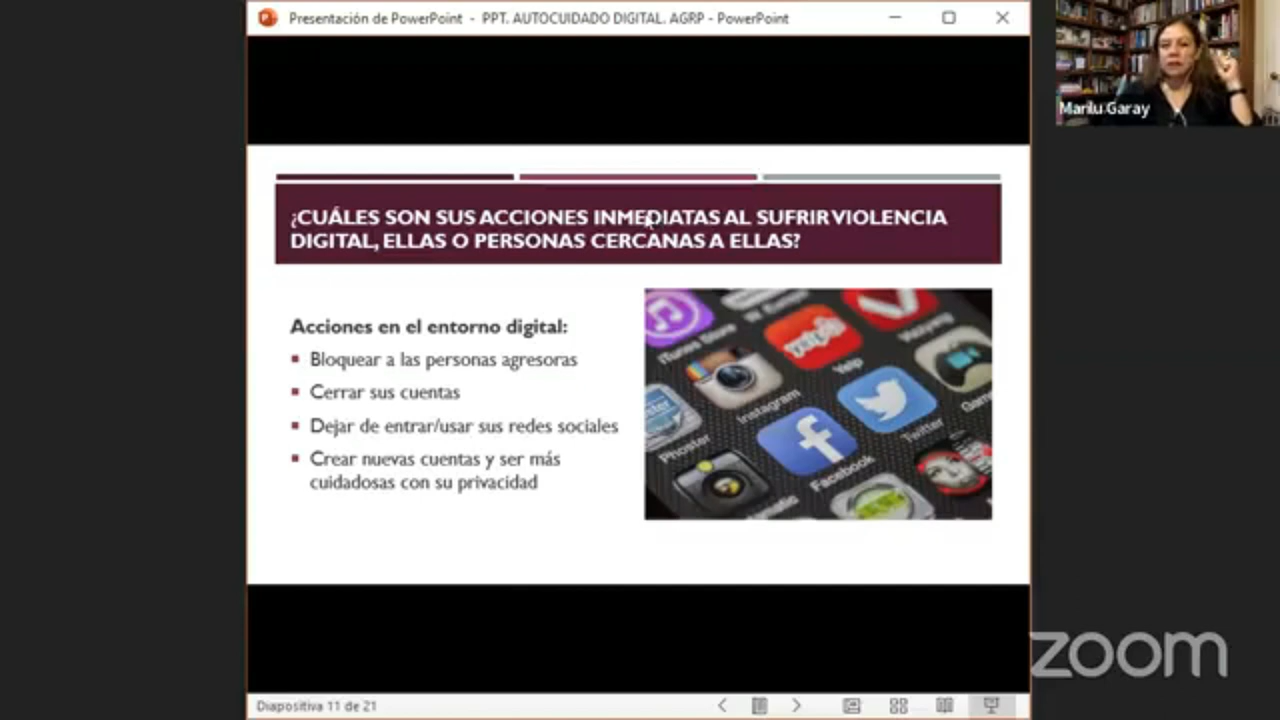 Presentación de PowerPoint - PPT. AUTOCUIDADO DIGITAL. AGRP - PowerPoint
Marilu Garay
¿CUÁLES SON SUS ACCIONES INMEDIATAS AL SUFRIR VIOLENCIA
DIGITAL, ELLAS O PERSONAS CERCANAS A ELLAS?
Acciones en el entorno digital:
Bloquear a las personas agresoras
Cerrar sus cuentas
Dejar de entrar/usar sus redes sociales
Crear nuevas cuentas y ser más
cuidadosas con su privacidad
iTunes Store
yelp
Yelp
Instagram
Twitter
Phoster
Facebook
zoom
Diapositiva 11 de 21